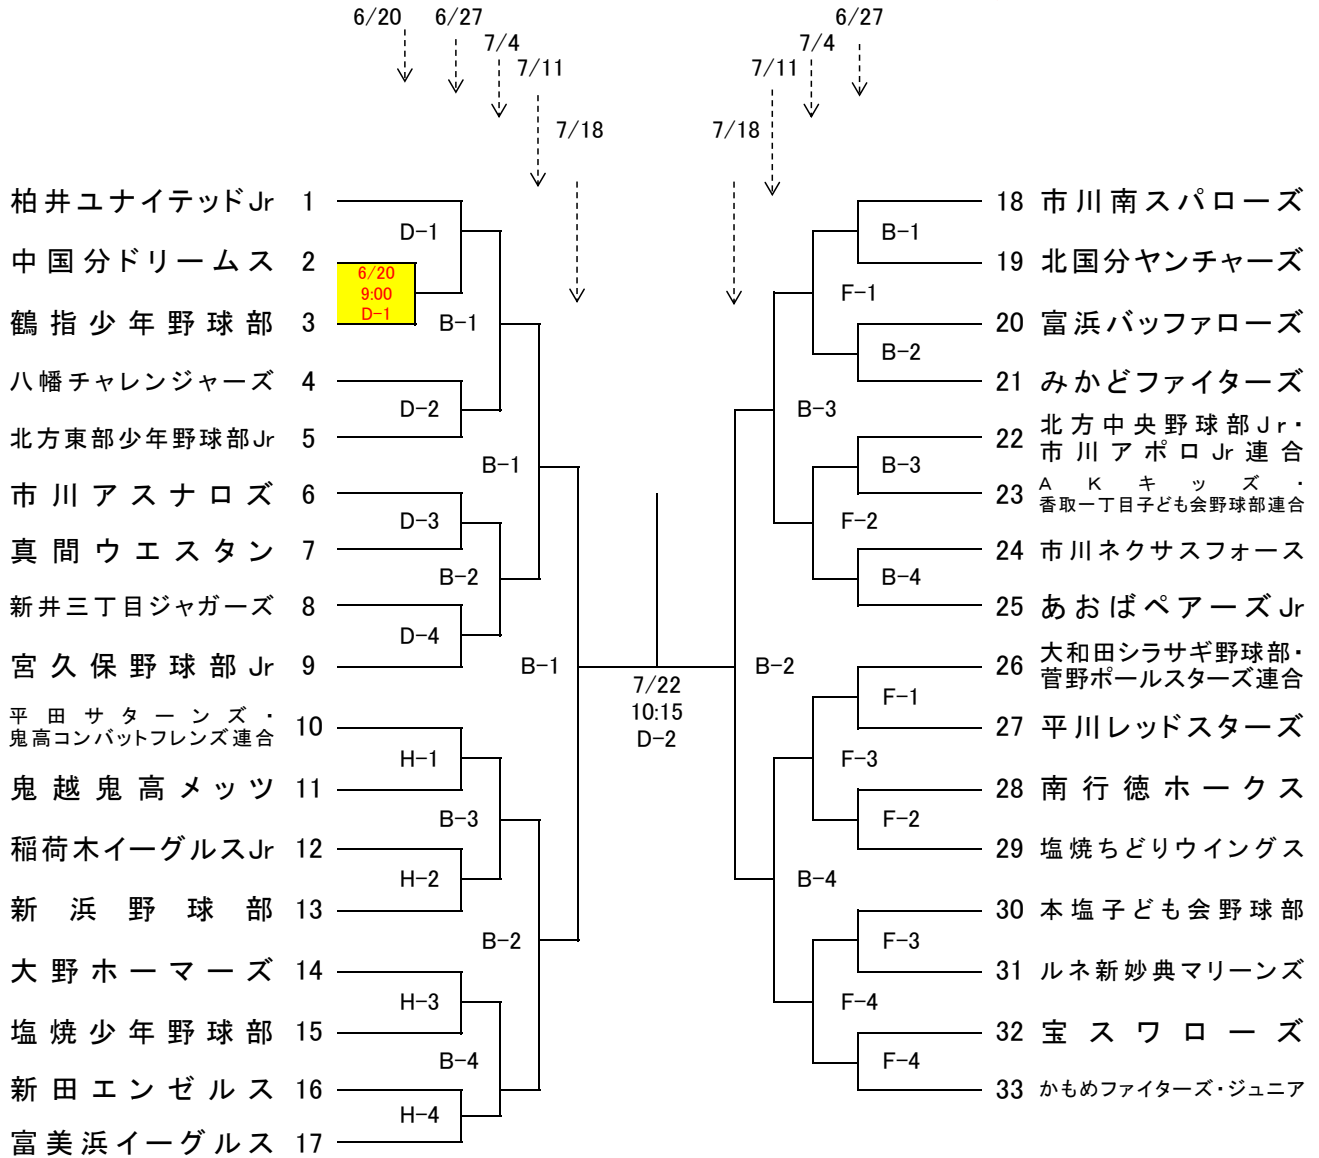 6/20
6/27
7/4
7/11
7/18
6/27
7/4
7/11
7/18
柏井ユナイテッドJr 1
中国分ドリームス 2
鶴指少年野球部 3
八幡チャレンジャーズ 4
北方東部少年野球部Jr 5
市川アスナロズ 6
真間ウエスタン 7
新井三丁目ジャガーズ 8
宮久保野球部Jr 9
平田サターンズ・
鬼高コンバットフレンズ連合 10
鬼越鬼高メッツ 11
稲荷木イーグルスJr 12
新浜野球部 13
大野ホーマーズ 14
塩焼少年野球部 15
新田エンゼルス 16
富美浜イーグルス 17
6/20
9:00
D-1
D-1
D-2
D-3
D-4
H-1
H-2
H-3
H-4
B-1
B-2
B-3
B-4
B-1
B-2
B-1
7/22
10:15
D-2
B-2
B-3
B-4
F-1
F-2
F-3
F-4
B-1
B-2
B-3
B-4
F-1
F-2
F-3
F-4
18 市川南スパローズ
19 北国分ヤンチャーズ
20 富浜バッファローズ
21 みかどファイターズ
22 北方中央野球部Jr・
市川アポロJr連合
23 AKキッズ・
香取一丁目子ども会野球部連合
24 市川ネクサスフォース
25 あおばペアーズJr
26 大和田シラサギ野球部・
菅野ポールスターズ連合
27 平川レッドスターズ
28 南行徳ホークス
29 塩焼ちどりウイングス
30 本塩子ども会野球部
31 ルネ新妙典マリーンズ
32 宝スワローズ
33 かもめファイターズ・ジュニア